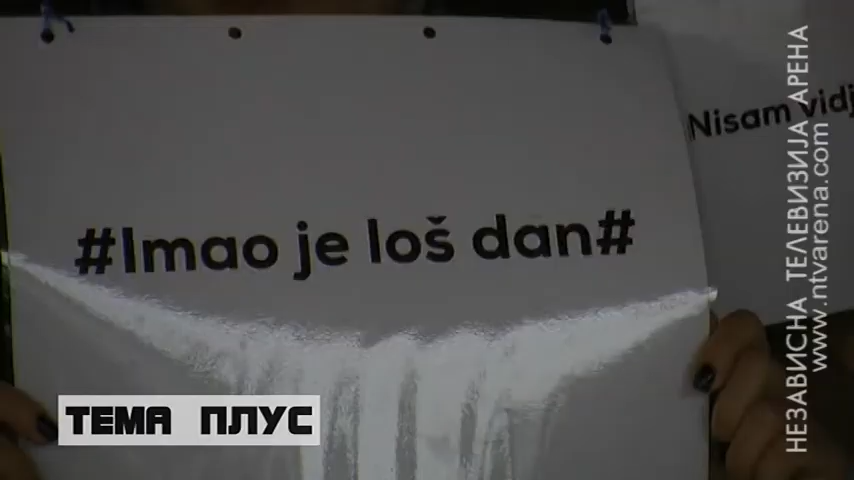 #Imao je loš dan#
Nisam vidj
ТЕМА ПЛУС
НЕЗАВИСНА ТЕЛЕВИЗИЈА АРЕНА
www.ntvarena.com